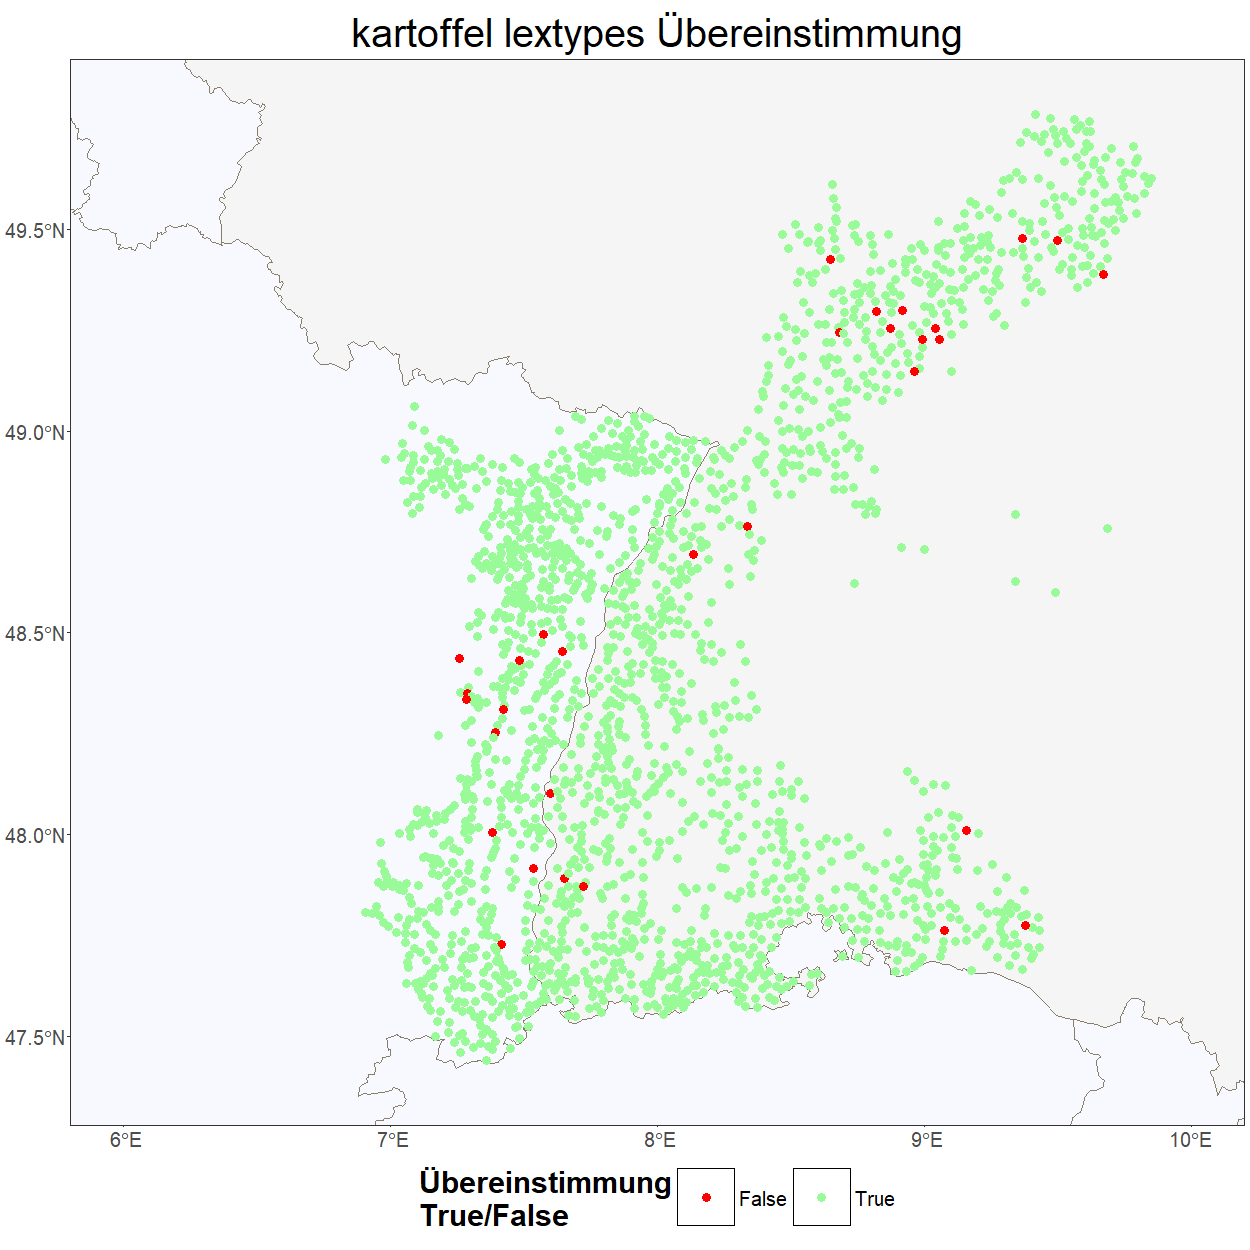 kartoffel lextypes Übereinstimmung
49.5°N
49.0°N
48.5°N
48.0°N
47.5°N
6°E 7°E 8°E 9°E 10°E
Übereinstimmung
True/False
False True